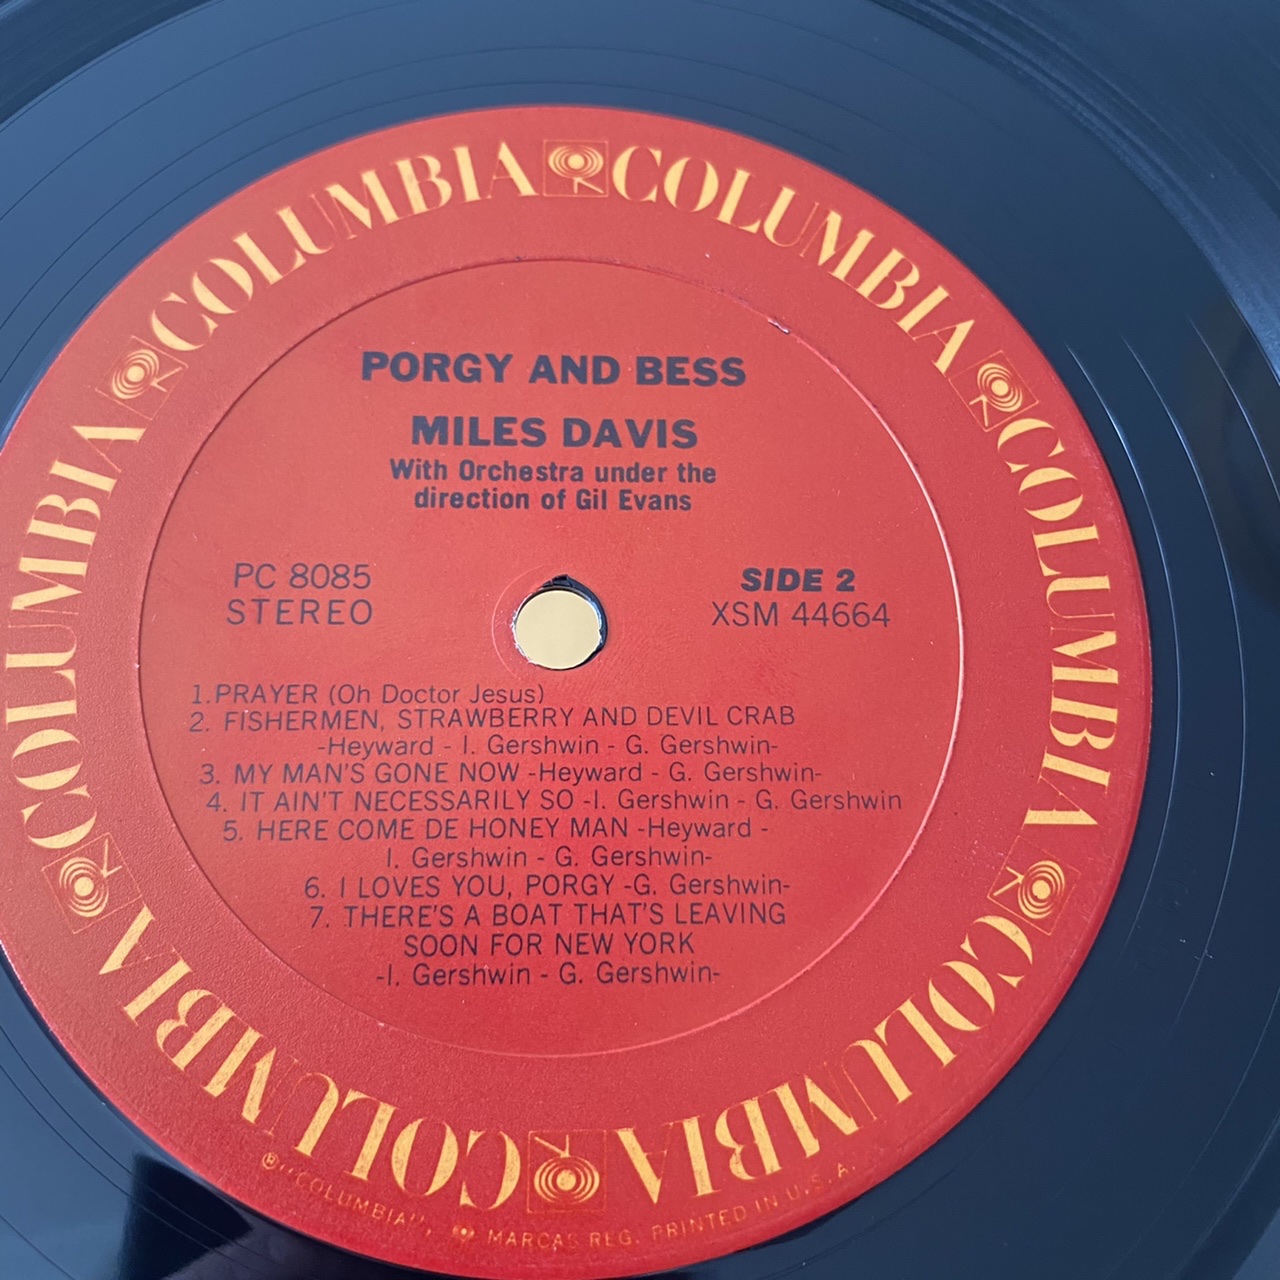 COLUMBIA COLUMBIA COLUMBIA COLUMBIA COLUMBIA COLUMBIA
PORGY AND BESS
MILES DAVIS
With Orchestra under the
direction of Gil Evans
PC 8085
STEREO
SIDE 2
XSM 44664
1. PRAYER (Oh Doctor Jesus)
2. FISHERMEN, STRAWBERRY AND DEVIL CRAB
-Heyward - I. Gershwin - G. Gershwin-
3. MY MAN'S GONE NOW -Heyward - G. Gershwin-
4. IT AIN'T NECESSARILY SO -I. Gershwin - G. Gershwin
5. HERE COME DE HONEY MAN -Heyward -
I. Gershwin - G. Gershwin-
6. I LOVES YOU, PORGY -G. Gershwin-
7. THERE'S A BOAT THAT'S LEAVING
SOON FOR NEW YORK
-I. Gershwin - G. Gershwin-
® "COLUMBIA", MARCAS REG. PRINTED IN U.S.A.